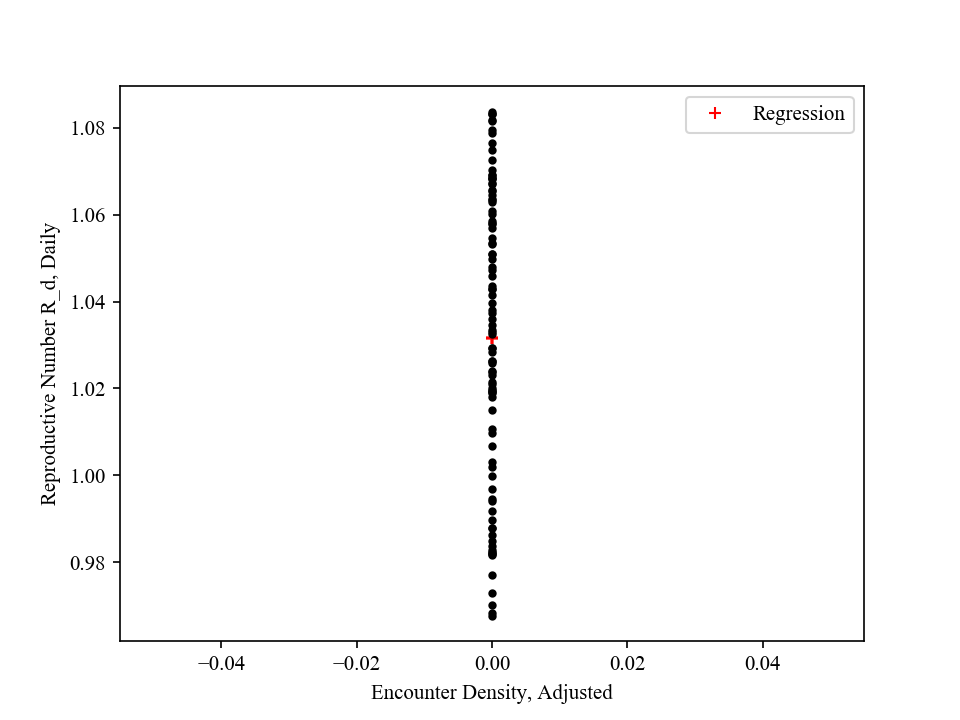 Regression
1.08
1.06
1.04
1.02
1.00
0.98
Reproductive Number R_d, Daily
−0.04 −0.02 0.00 0.02 0.04
Encounter Density, Adjusted